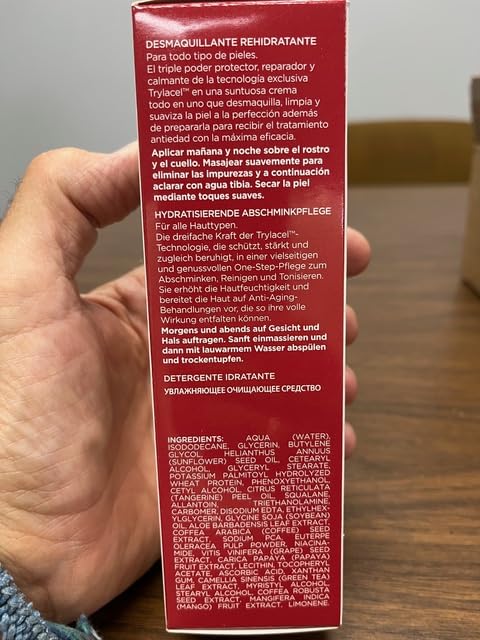 DESMAQUILLANTE REHIDRATANTE
Para todo tipo de pieles.
El triple poder protector, reparador y
calmante de la tecnología exclusiva
Trylacel™ en una suntuosa crema
todo en uno que desmaquilla, limpia y
suaviza la piel a la perfección además
de prepararla para recibir el tratamiento
antiedad con la máxima eficacia.
Aplicar mañana y noche sobre el rostro
y el cuello. Masajear suavemente para
eliminar las impurezas y a continuación
aclarar con agua tibia. Secar la piel
mediante toques suaves.
HYDRATISIERENDE ABSCHMINKPFLEGE
Für alle Hauttypen.
Die dreifache Kraft der Trylacel™-
Technologie, die schützt, stärkt und
zugleich beruhigt, in einer vielseitigen
und genussvollen One-Step-Pflege zum
Abschminken, Reinigen und Tonisieren.
Sie erhöht die Hautfeuchtigkeit und
bereitet die Haut auf Anti-Aging-
Behandlungen vor, die so ihre volle
Wirkung entfalten können.
Morgens und abends auf Gesicht und
Hals auftragen. Sanft einmassieren und
dann mit lauwarmem Wasser abspülen
und trockentupfen.
DETERGENTE IDRATANTE
УВЛАЖНЯЮЩЕЕ ОЧИЩАЮЩЕЕ СРЕДСТВО
INGREDIENTS: AQUA (WATER),
ISODODECANE, GLYCERIN, BUTYLENE
GLYCOL, HELIANTHUS ANNUUS
(SUNFLOWER) SEED OIL, CETEARYL
ALCOHOL, GLYCERYL STEARATE,
POTASSIUM PALMITOYL HYDROLYZED
WHEAT PROTEIN, PHENOXYETHANOL,
CETYL ALCOHOL, CITRUS RETICULATA
(TANGERINE) PEEL OIL, SQUALANE,
ALLANTOIN, TRIETHANOLAMINE,
CARBOMER, DISODIUM EDTA, ETHYLHEX-
YLGLYCERIN, GLYCINE SOJA (SOYBEAN)
OIL, ALOE BARBADENSIS LEAF EXTRACT,
COFFEA ARABICA (COFFEE) SEED
EXTRACT, SODIUM PCA, EUTERPE
OLERACEA PULP POWDER, NIACINA-
MIDE, VITIS VINIFERA (GRAPE) SEED
EXTRACT, CARICA PAPAYA (PAPAYA)
FRUIT EXTRACT, LECITHIN, TOCOPHERYL
ACETATE, ASCORBIC ACID, XANTHAN
GUM, CAMELLIA SINENSIS (GREEN TEA)
LEAF EXTRACT, MYRISTYL ALCOHOL,
STEARYL ALCOHOL, COFFEA ROBUSTA
SEED EXTRACT, MANGIFERA INDICA
(MANGO) FRUIT EXTRACT, LIMONENE.